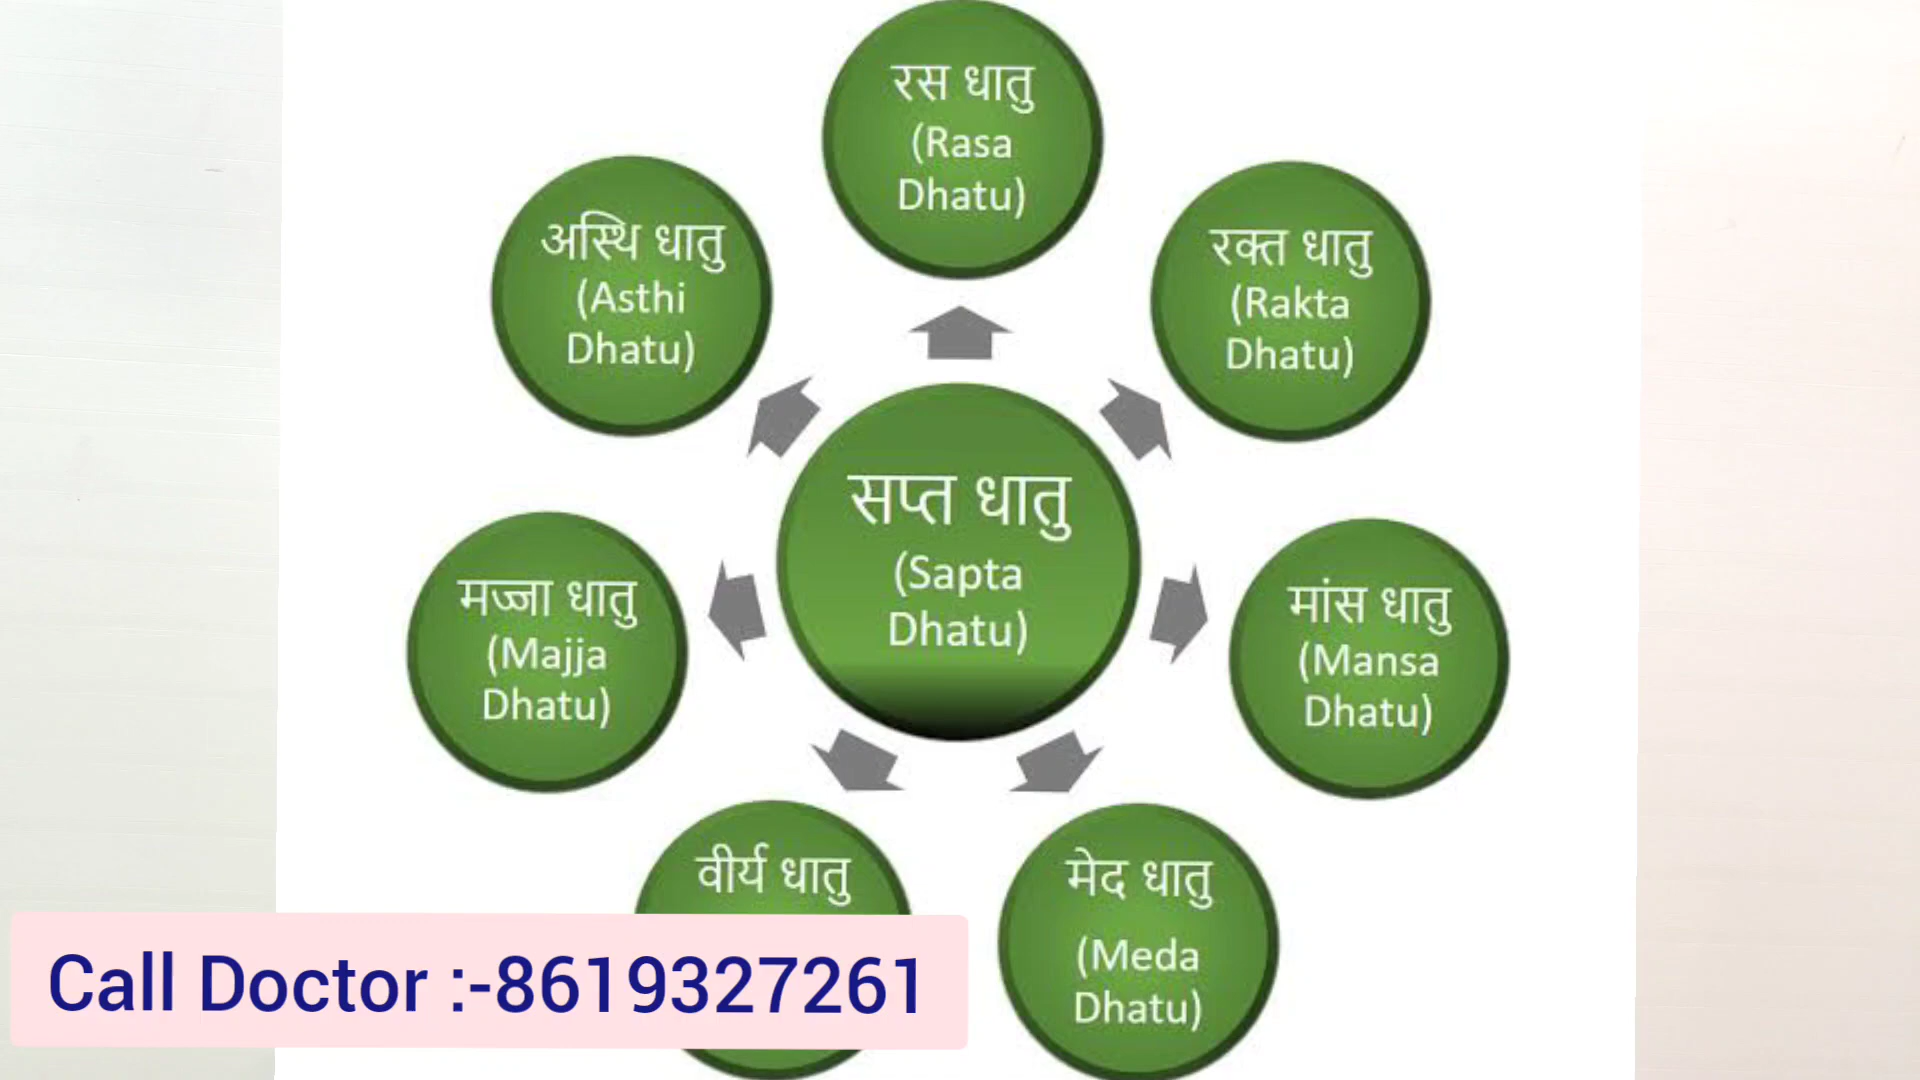 रस धातु
(Rasa
Dhatu)
अस्थि धातु
(Asthi
Dhatu)
रक्त धातु
(Rakta
Dhatu)
सप्त धातु
(Sapta
Dhatu)
मज्जा धातु
(Majja
Dhatu)
मांस धातु
(Mansa
Dhatu)
वीर्य धातु
मेद धातु
(Meda
Dhatu)
Call Doctor :-8619327261